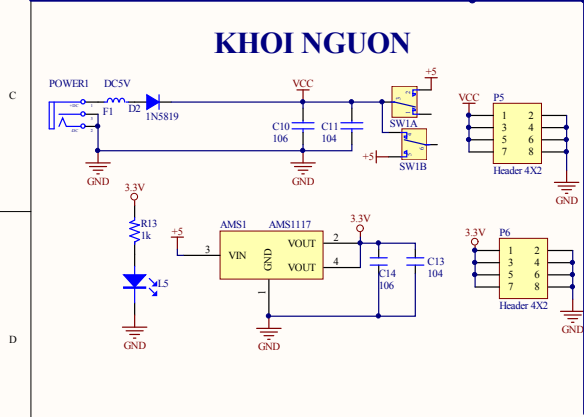 KHOI NGUON
C
POWER1
DC5V
F1
D2
1N5819
VCC
C10
106
C11
104
SW1A
+5
+5
SW1B
VCC
P5
1 2
3 4
5 6
7 8
Header 4X2
GND
GND
GND
3.3V
R13
1k
L5
GND
+5
AMS1 AMS1117
3 VIN
VOUT 2
VOUT 4
GND
1
3.3V
C14
106
C13
104
GND
3.3V
P6
1 2
3 4
5 6
7 8
Header 4X2
GND
D